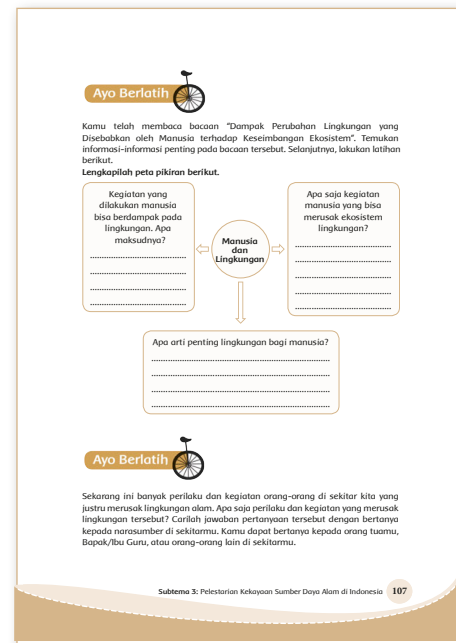 Ayo Berlatih
Kamu telah membaca bacaan “Dampak Perubahan Lingkungan yang
Disebabkan oleh Manusia terhadap Keseimbangan Ekosistem”. Temukan
informasi-informasi penting pada bacaan tersebut. Selanjutnya, lakukan latihan
berikut.
Lengkapilah peta pikiran berikut.
Kegiatan yang
dilakukan manusia
bisa berdampak pada
lingkungan. Apa
maksudnya?
Manusia
dan
Lingkungan
Apa saja kegiatan
manusia yang bisa
merusak ekosistem
lingkungan?
Apa arti penting lingkungan bagi manusia?
Ayo Berlatih
Sekarang ini banyak perilaku dan kegiatan orang-orang di sekitar kita yang
justru merusak lingkungan alam. Apa saja perilaku dan kegiatan yang merusak
lingkungan tersebut? Carilah jawaban pertanyaan tersebut dengan bertanya
kepada narasumber di sekitarmu. Kamu dapat bertanya kepada orang tuamu,
Bapak/Ibu Guru, atau orang-orang lain di sekitarmu.
Subtema 3: Pelestarian Kekayaan Sumber Daya Alam di Indonesia 107